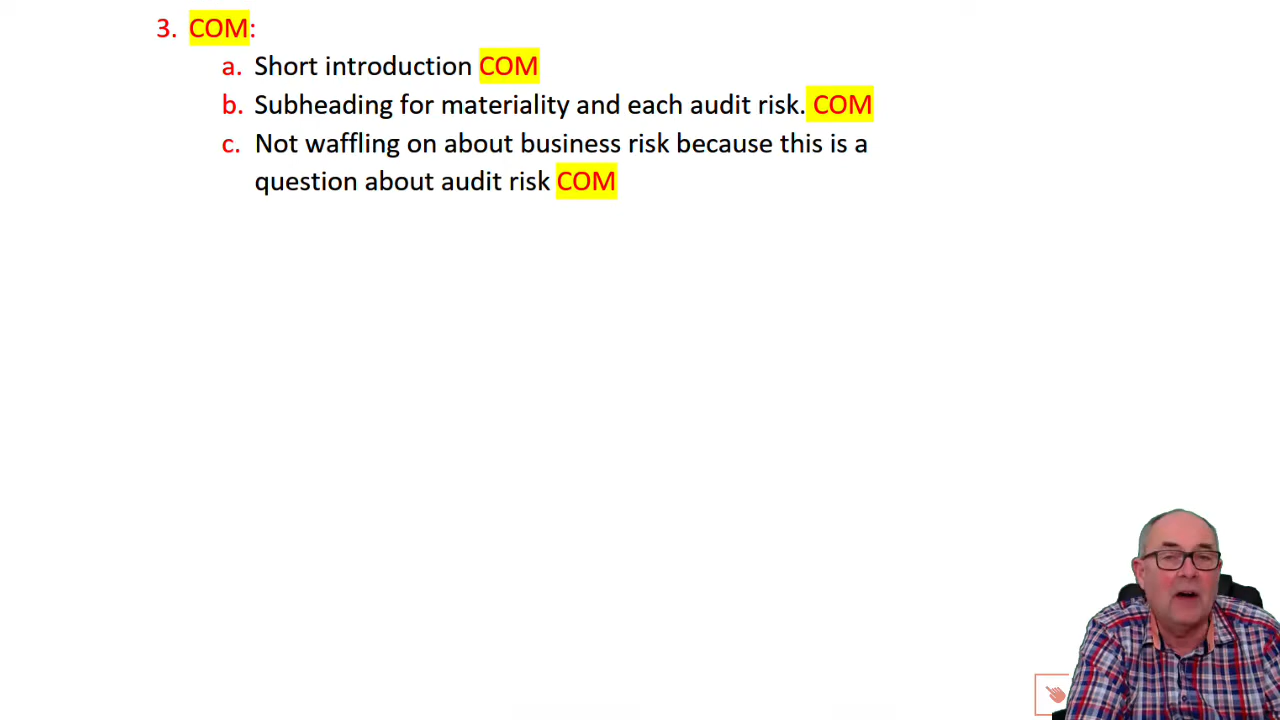 3. COM:
a. Short introduction COM
b. Subheading for materiality and each audit risk. COM
c. Not waffling on about business risk because this is a
question about audit risk COM